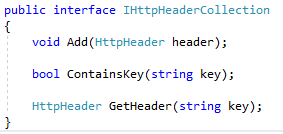 public interface IHttpHeaderCollection
{
void Add(HttpHeader header);
bool ContainsKey(string key);
HttpHeader GetHeader(string key);
}